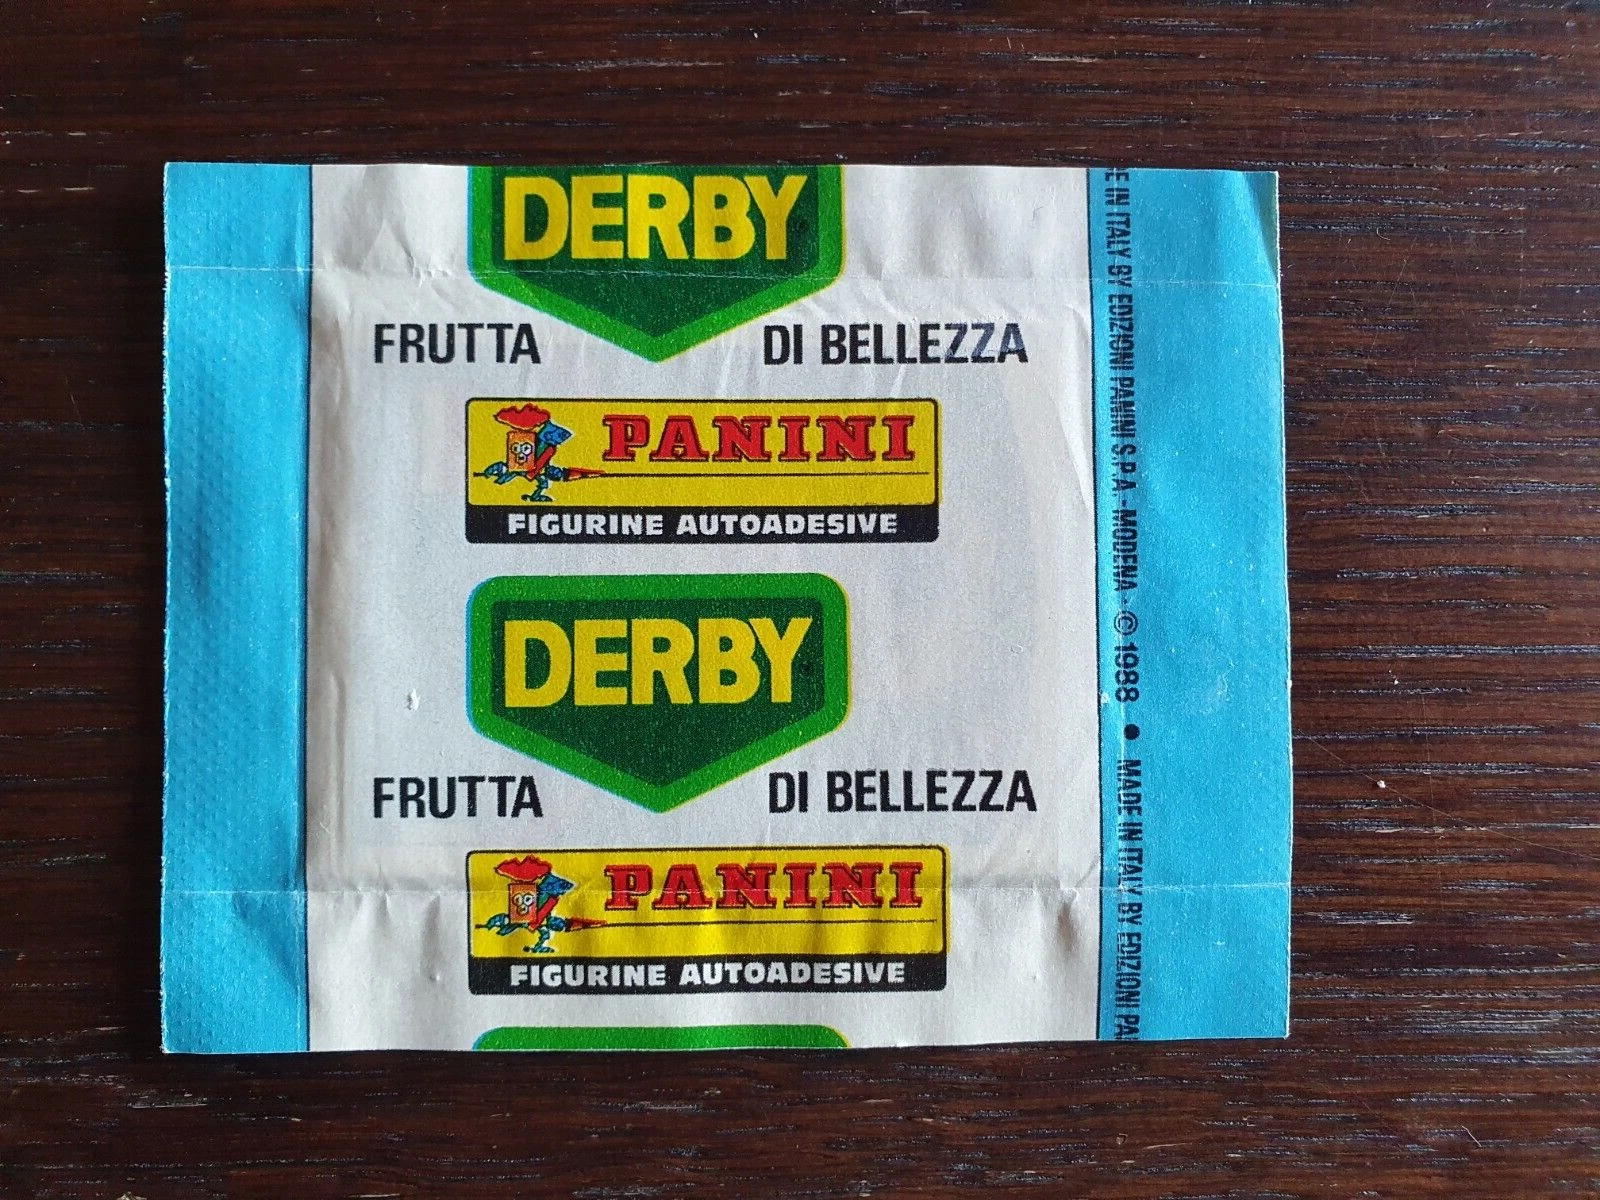 DERBY
FRUTTA DI BELLEZZA
PANINI
FIGURINE AUTOADESIVE
DERBY
FRUTTA DI BELLEZZA
PANINI
FIGURINE AUTOADESIVE
E IN ITALY BY EDIZIONI PANINI S.P.A. - MODENA - © 1988 • MADE IN ITALY BY EDIZIONI PA